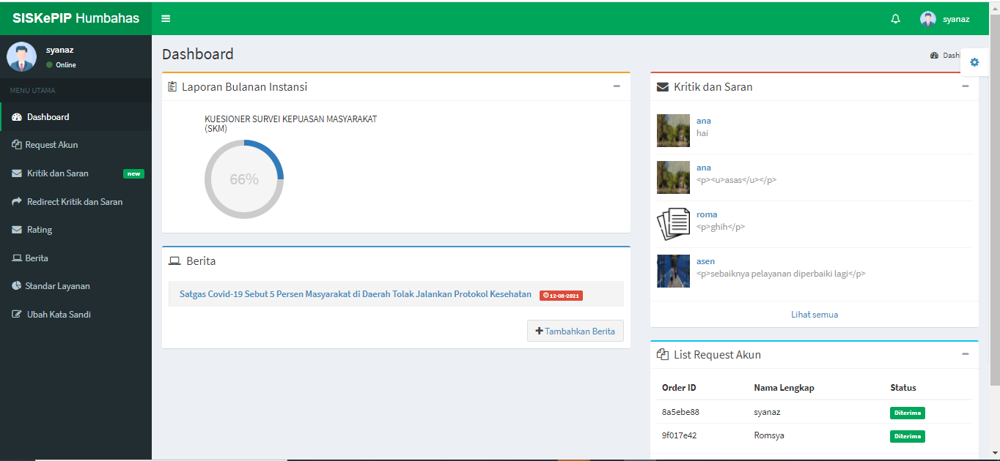 SISKePIP Humbahas
syanaz
syanaz
Online
MENU UTAMA
Dashboard
Request Akun
Kritik dan Saran new
Redirect Kritik dan Saran
Rating
Berita
Standar Layanan
Ubah Kata Sandi
Dashboard
Laporan Bulanan Instansi
KUESIONER SURVEI KEPUASAN MASYARAKAT
(SKM)
66%
Berita
Satgas Covid-19 Sebut 5 Persen Masyarakat di Daerah Tolak Jalankan Protokol Kesehatan 12-08-2021
Tambahkan Berita
Dash
Kritik dan Saran
ana
hai
ana
<p><u>asas</u></p>
roma
<p>ghih</p>
asen
<p>sebaiknya pelayanan diperbaiki lagi</p>
Lihat semua
List Request Akun
Order ID Nama Lengkap Status
8a5ebe88 syanaz Diterima
9f017e42 Romsya Diterima